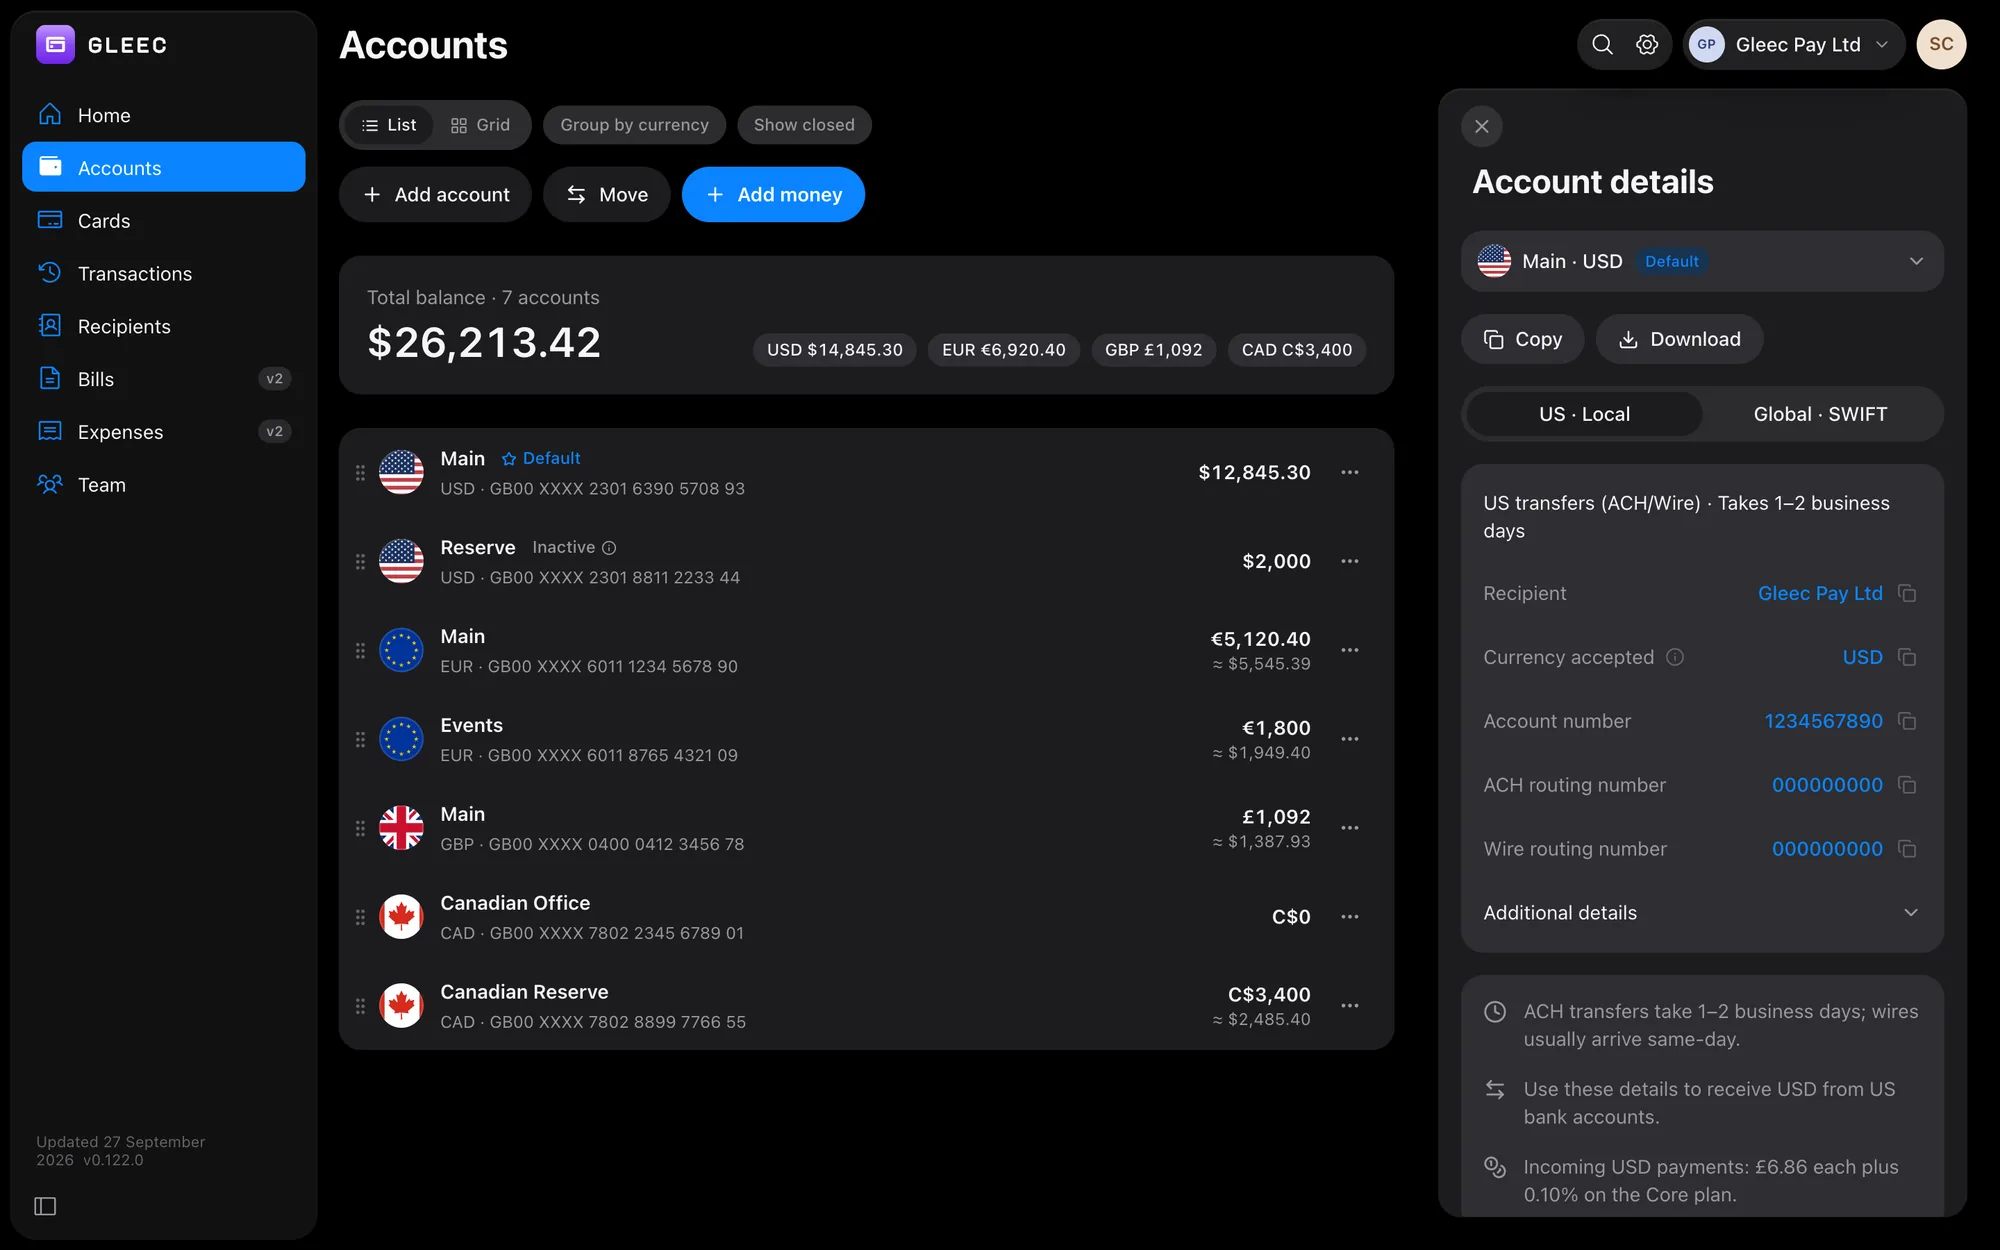 GLEEC
Home
Accounts
Cards
Transactions
Recipients
Bills v2
Expenses v2
Team
Updated 27 September
2026 v0.122.0
Accounts
List
Grid
Group by currency
Show closed
Add account
Move
Add money
Total balance · 7 accounts
$26,213.42
USD $14,845.30
EUR €6,920.40
GBP £1,092
CAD C$3,400
Main Default
USD · GB00 XXXX 2301 6390 5708 93
$12,845.30
Reserve Inactive
USD · GB00 XXXX 2301 8811 2233 44
$2,000
Main
EUR · GB00 XXXX 6011 1234 5678 90
€5,120.40
≈ $5,545.39
Events
EUR · GB00 XXXX 6011 8765 4321 09
€1,800
≈ $1,949.40
Main
GBP · GB00 XXXX 0400 0412 3456 78
£1,092
≈ $1,387.93
Canadian Office
CAD · GB00 XXXX 7802 2345 6789 01
C$0
Canadian Reserve
CAD · GB00 XXXX 7802 8899 7766 55
C$3,400
≈ $2,485.40
GP Gleec Pay Ltd
SC
Account details
Main · USD Default
Copy
Download
US · Local
Global · SWIFT
US transfers (ACH/Wire) · Takes 1–2 business
days
Recipient Gleec Pay Ltd
Currency accepted USD
Account number 1234567890
ACH routing number 000000000
Wire routing number 000000000
Additional details
ACH transfers take 1–2 business days; wires
usually arrive same-day.
Use these details to receive USD from US
bank accounts.
Incoming USD payments: £6.86 each plus
0.10% on the Core plan.